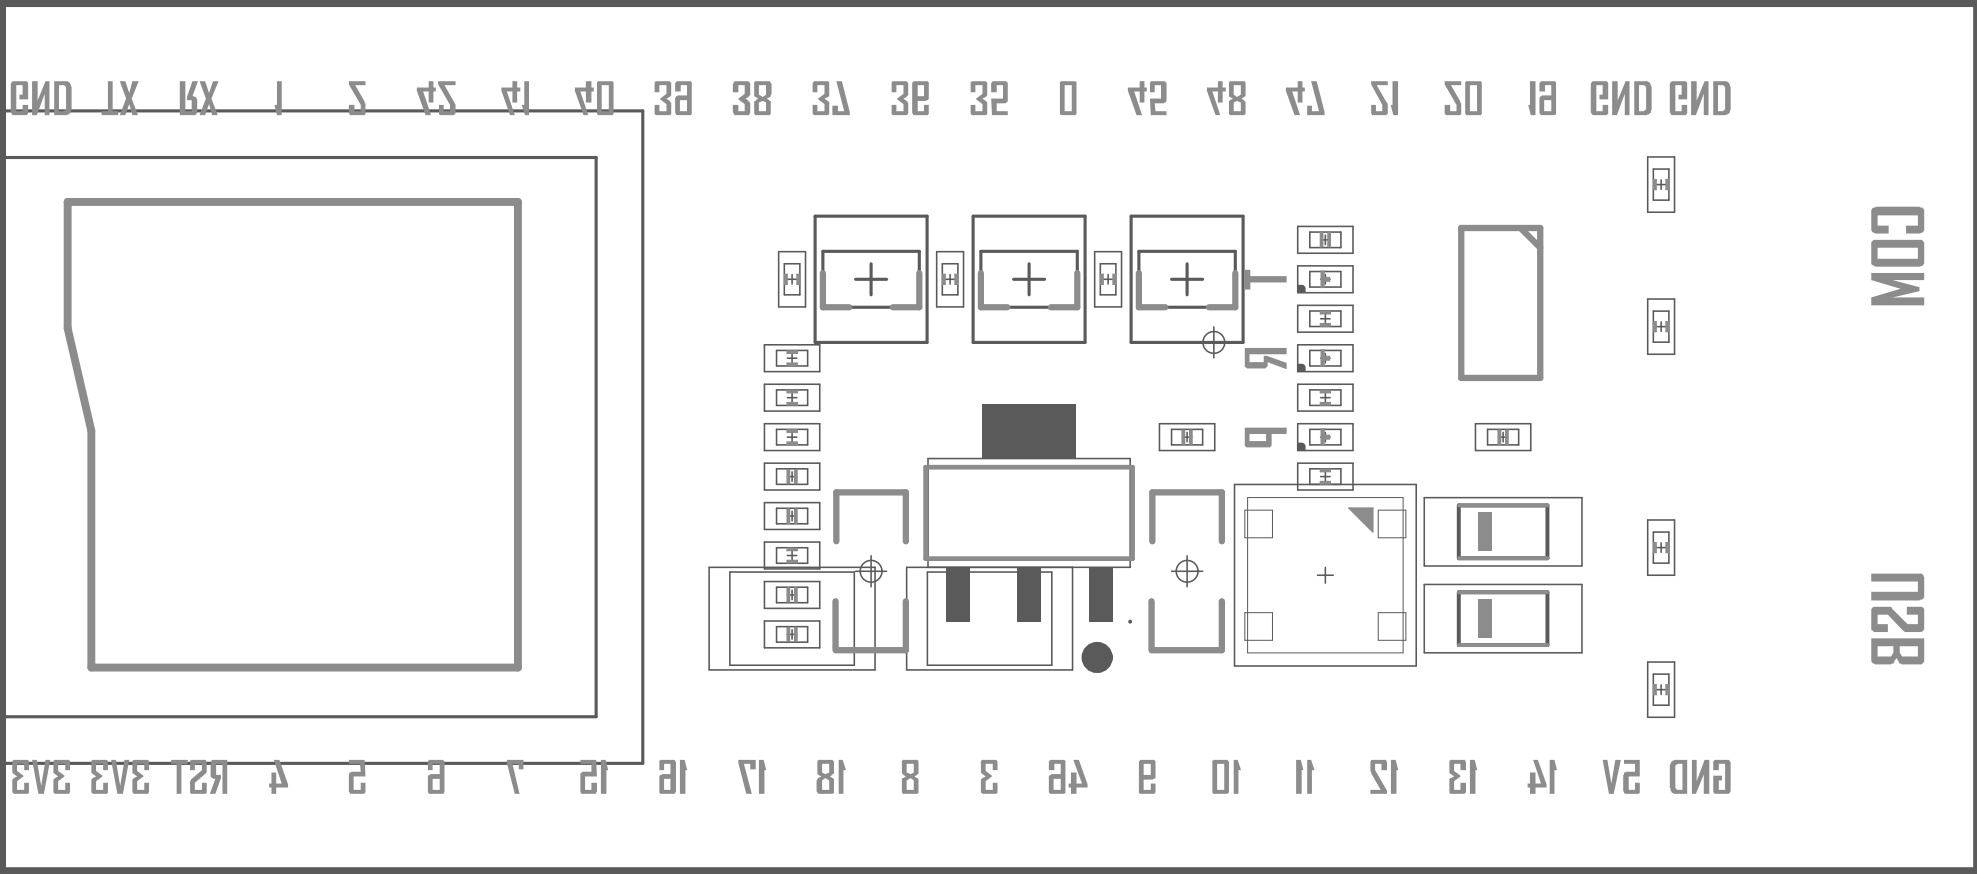 GND TX RX 1 2 42 41 40 39 38 37 36 35 0 45 48 47 21 20 19 GND GND
COM
T
R
P
USB
3V3 3V3 RST 4 5 6 7 15 16 17 18 8 3 46 9 10 11 12 13 14 5V GND